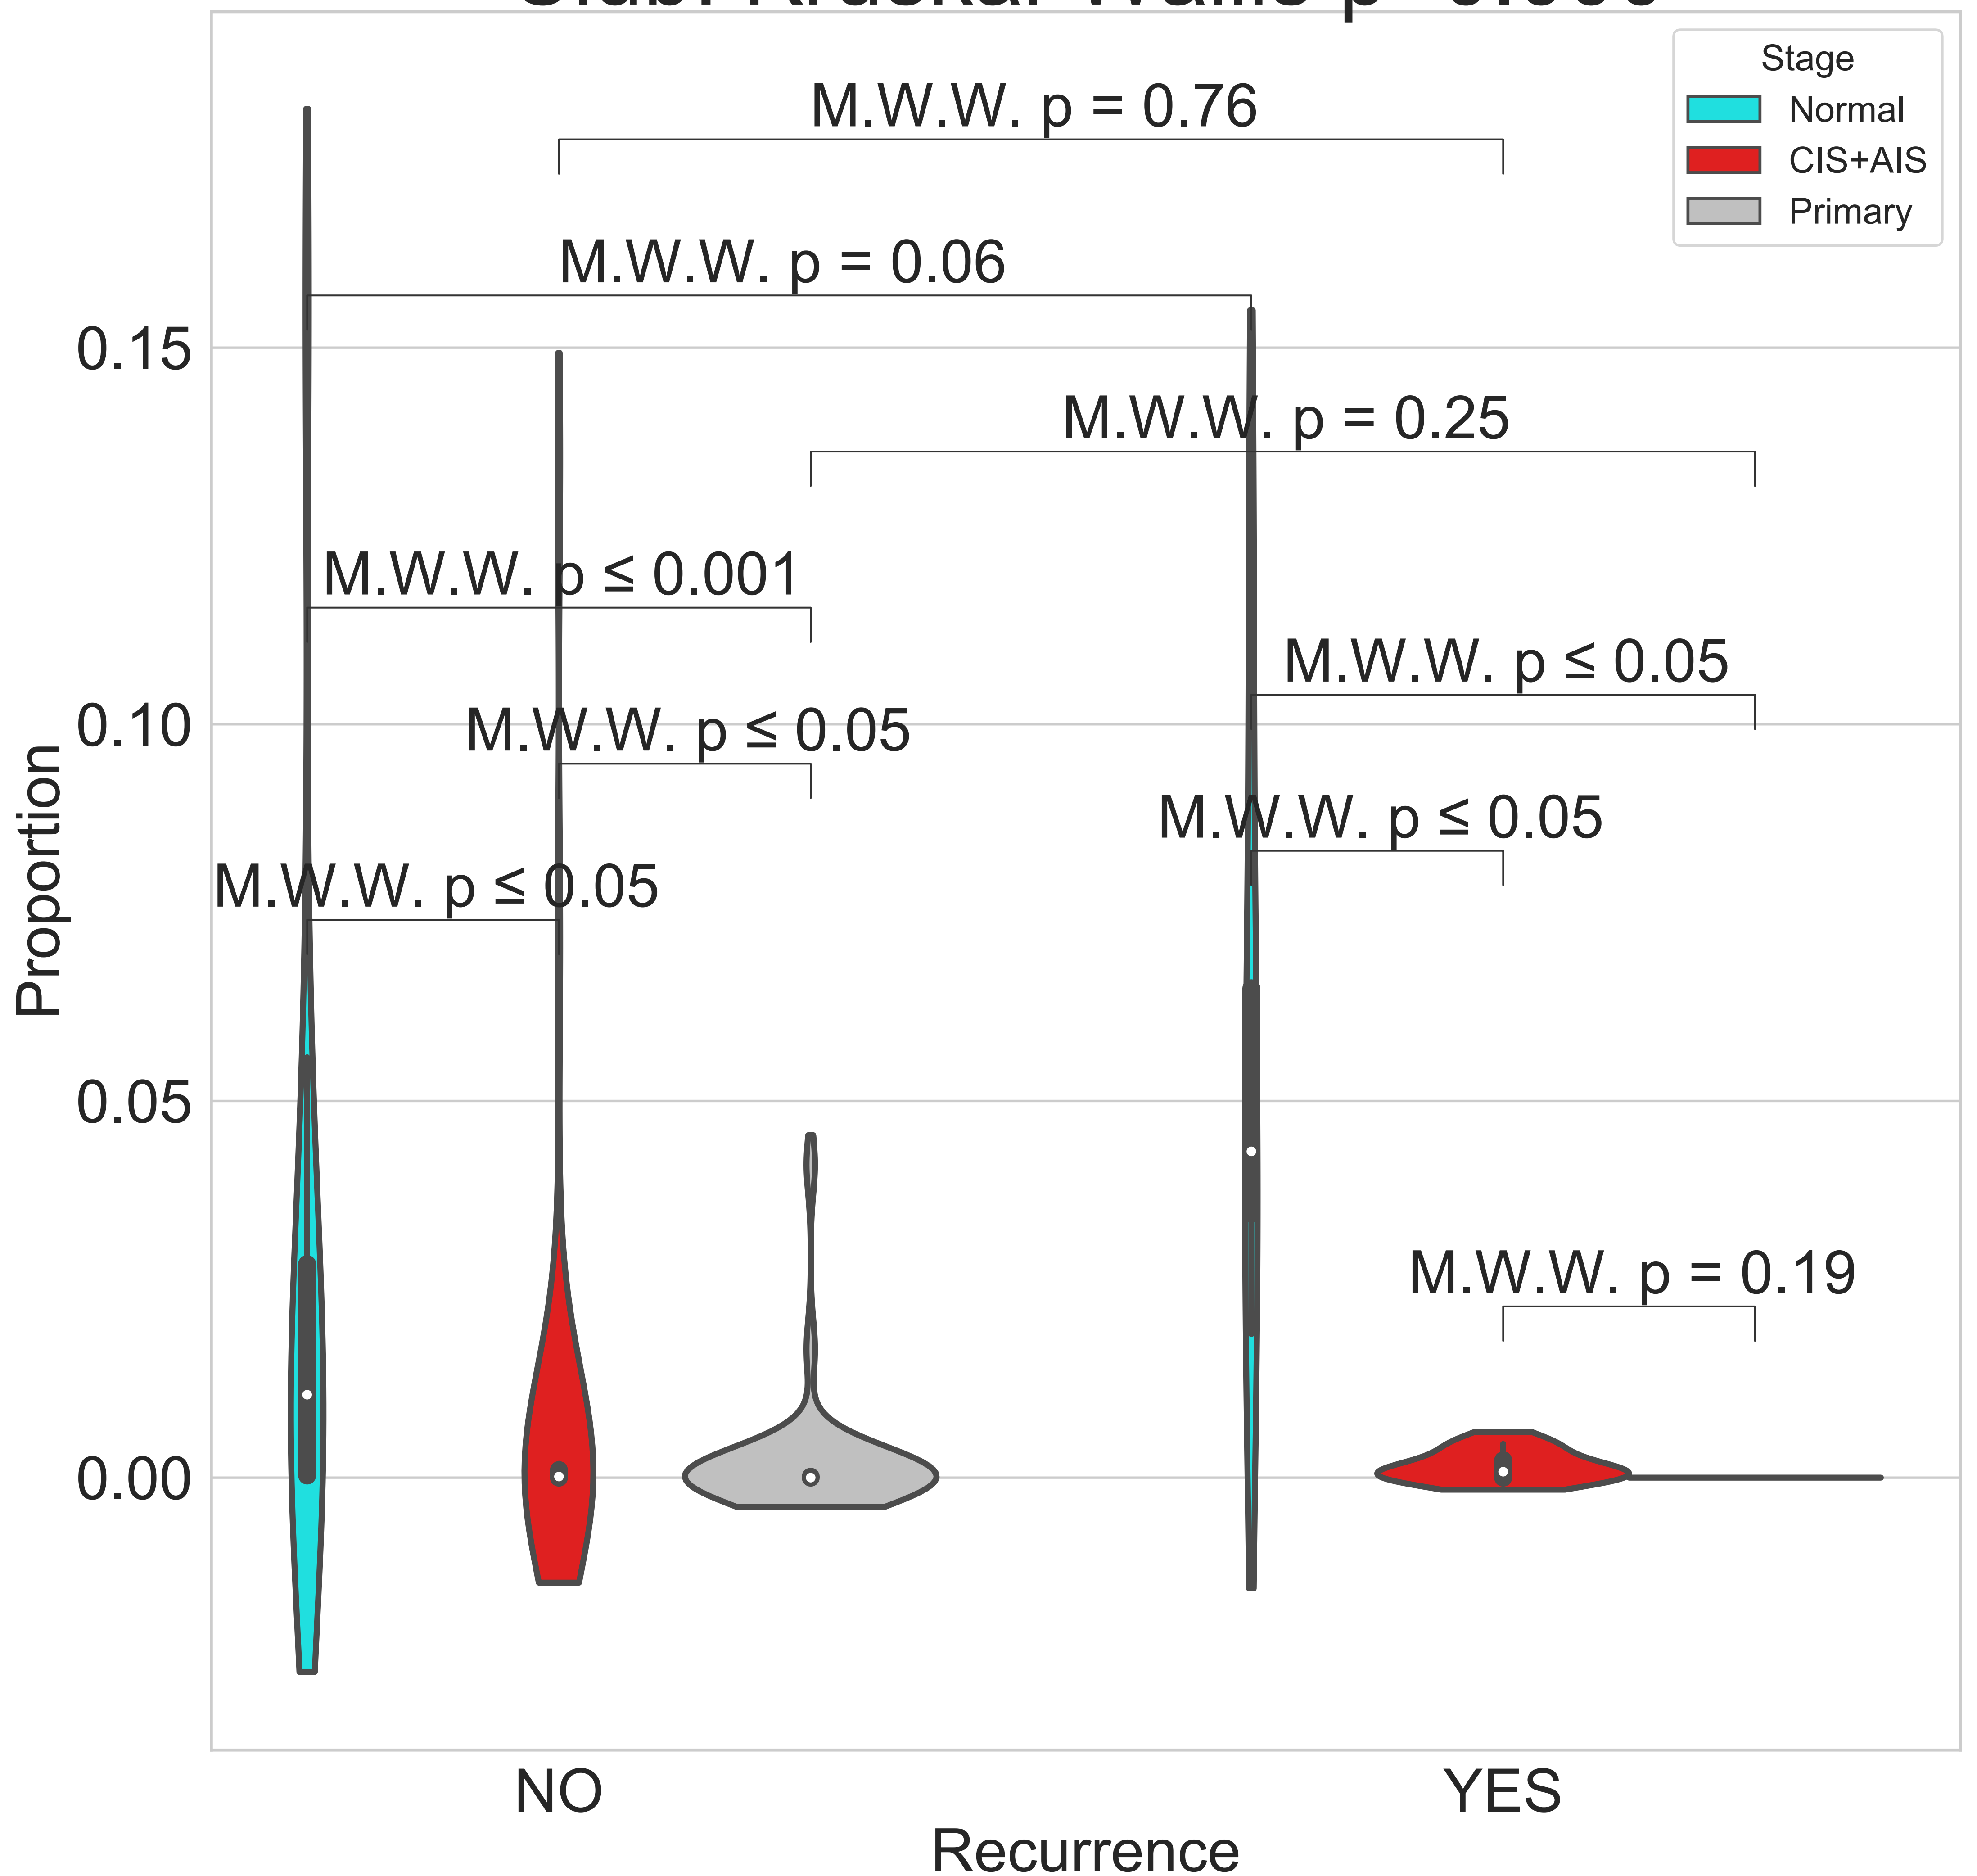 Stage
Normal
CIS+AIS
Primary
M.W.W. p = 0.76
M.W.W. p = 0.06
M.W.W. p = 0.25
M.W.W. p ≤ 0.001
M.W.W. p ≤ 0.05
M.W.W. p ≤ 0.05
M.W.W. p ≤ 0.05
M.W.W. p ≤ 0.05
M.W.W. p = 0.19
0.15
0.10
0.05
0.00
Proportion
NO
YES
Recurrence